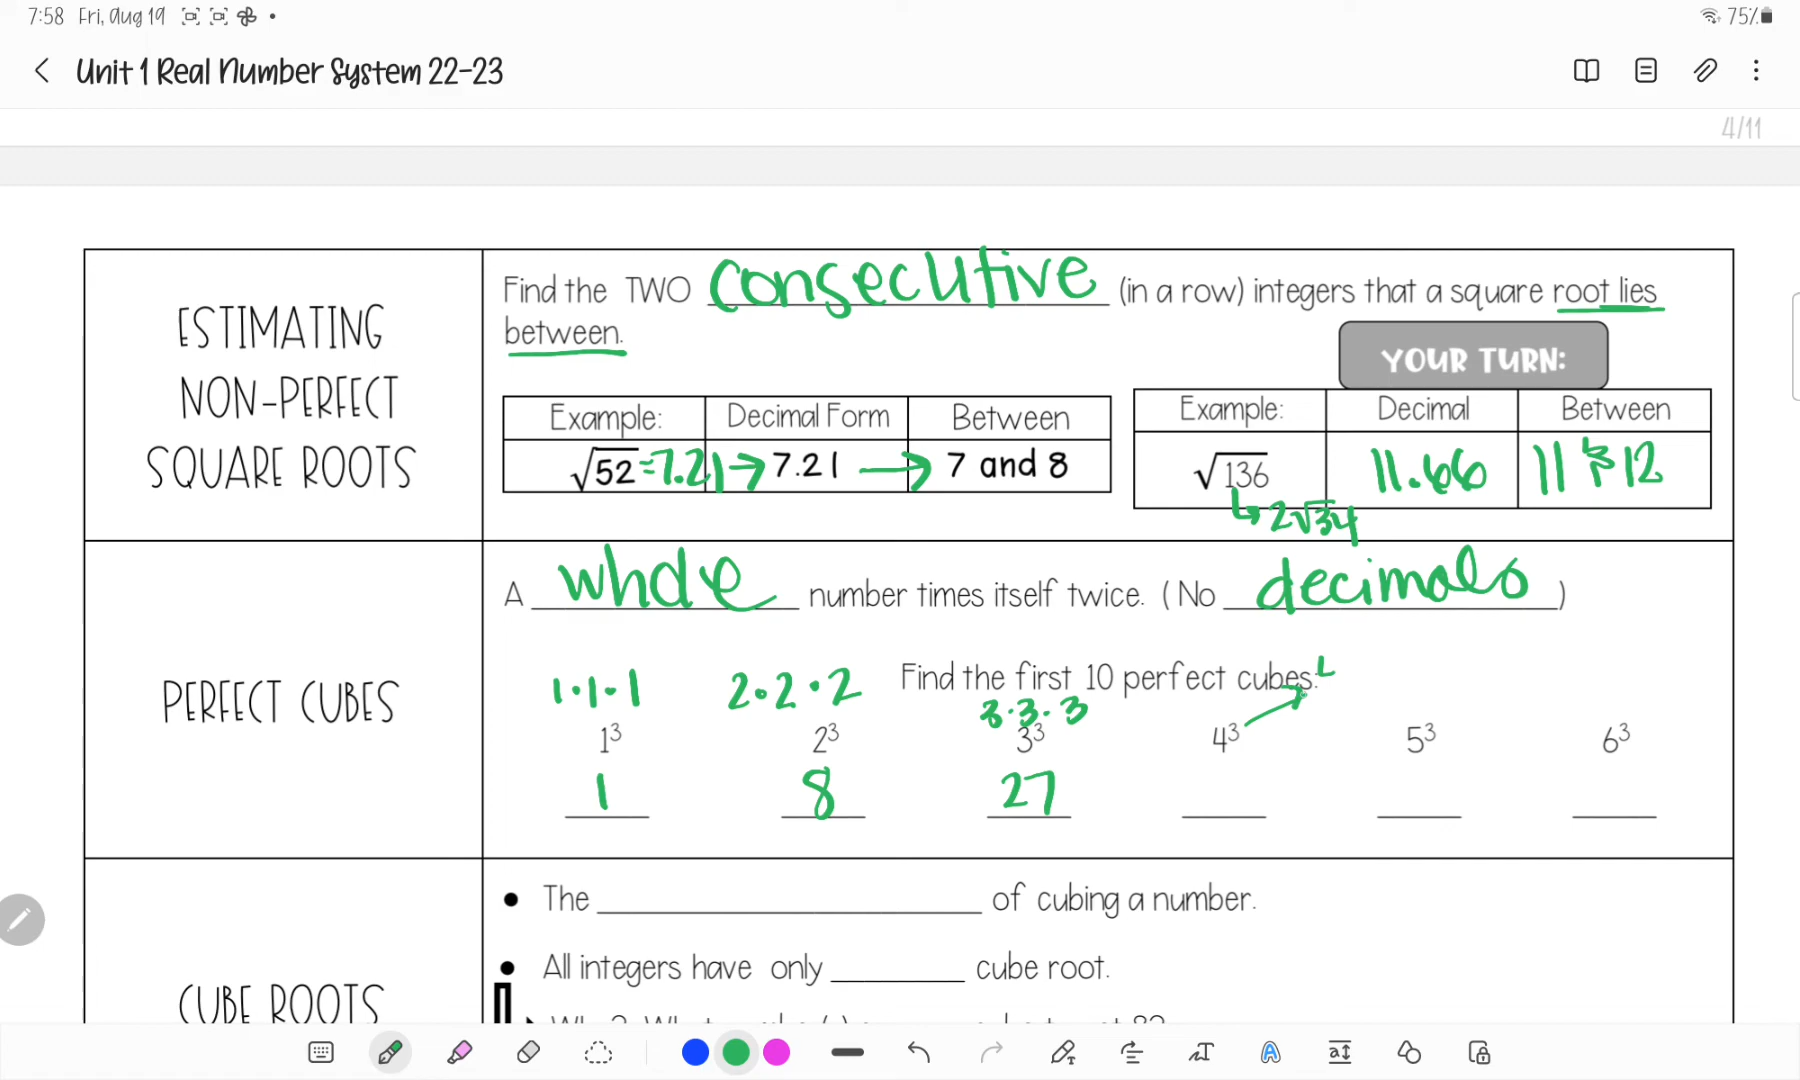 7:58 Fri, Aug 19
75%
Unit 1 Real Number System 22-23
4/11
ESTIMATING
NON-PERFECT
SQUARE ROOTS
Find the TWO consecutive (in a row) integers that a square root lies
between.
YOUR TURN:
Example: Decimal Form Between
√52 =7.21 → 7.21 → 7 and 8
Example: Decimal Between
√136 11.66 11 & 12
↳ 2√34
PERFECT CUBES
A whole number times itself twice. ( No decimals )
Find the first 10 perfect cubes:
1·1·1 2·2·2 3·3·3
1³ 2³ 3³ 4³ 5³ 6³
1 8 27
CUBE ROOTS
• The ____ of cubing a number.
• All integers have only ____ cube root.